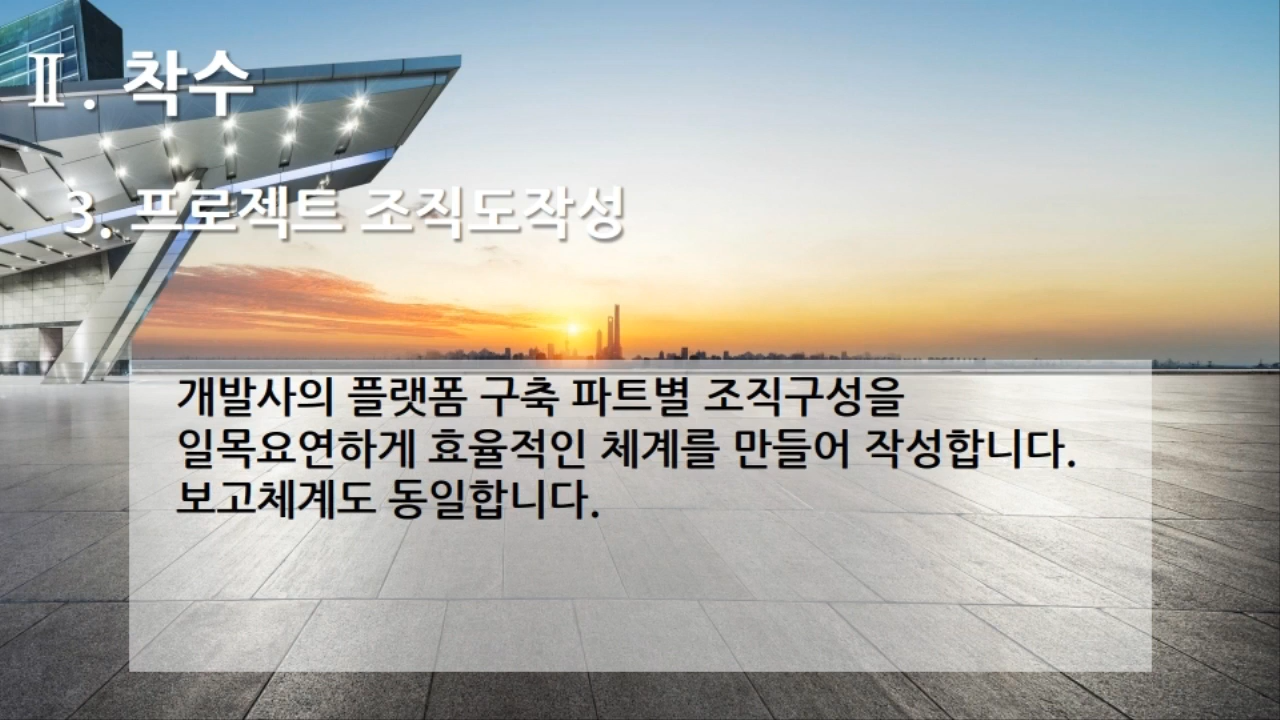 Ⅱ. 착수
3. 프로젝트 조직도작성
개발사의 플랫폼 구축 파트별 조직구성을
일목요연하게 효율적인 체계를 만들어 작성합니다.
보고체계도 동일합니다.